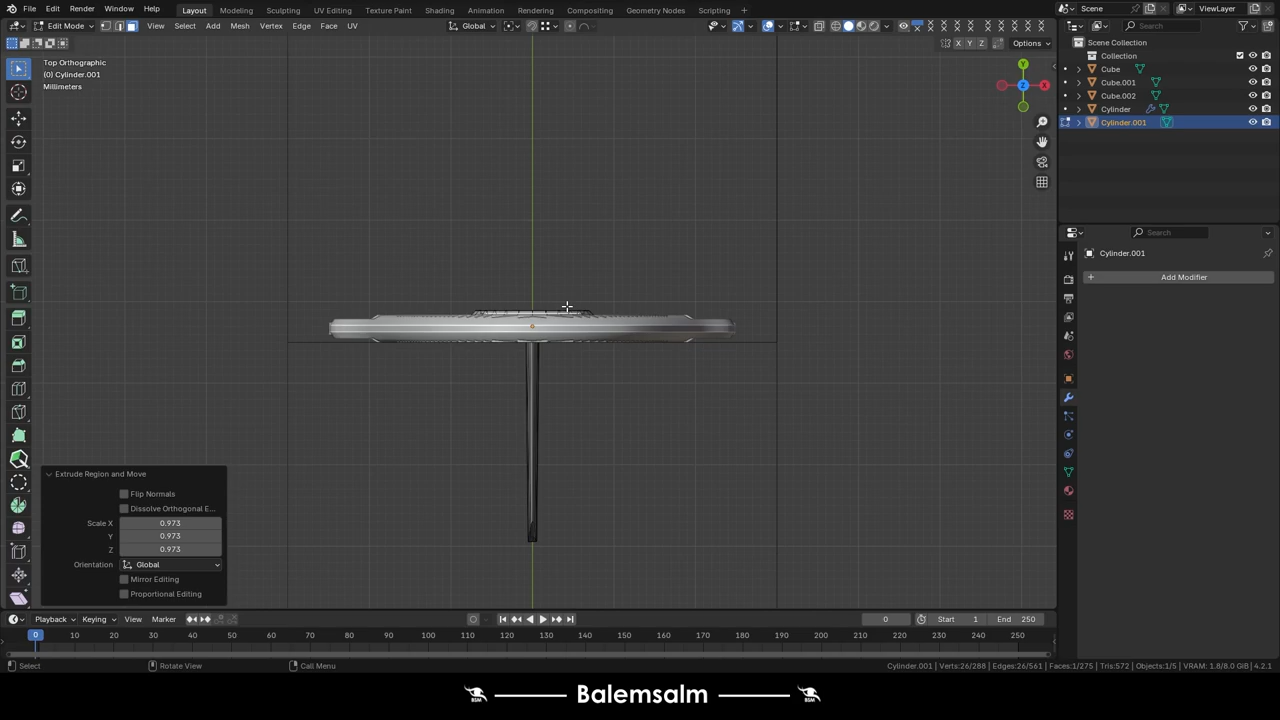 File Edit Render Window Help Layout Modeling Sculpting UV Editing Texture Paint Shading Animation Rendering Compositing Geometry Nodes Scripting + Scene ViewLayer
Edit Mode View Select Add Mesh Vertex Edge Face UV Global Search
X Y Z Options
Top Orthographic
(0) Cylinder.001
Millimeters
Y
Z
X
Scene Collection
Collection
Cube
Cube.001
Cube.002
Cylinder
Cylinder.001
Search
Cylinder.001
+ Add Modifier
Extrude Region and Move
Flip Normals
Dissolve Orthogonal E...
Scale X 0.973
Y 0.973
Z 0.973
Orientation Global
Mirror Editing
Proportional Editing
Playback Keying View Marker 0 Start 1 End 250
0 10 20 30 40 50 60 70 80 90 100 110 120 130 140 150 160 170 180 190 200 210 220 230 240 250
Select Rotate View Call Menu Cylinder.001 | Verts:26/288 | Edges:26/561 | Faces:1/275 | Tris:572 | Objects:1/5 | VRAM: 1.8/8.0 GiB | 4.2.1
BSM Balemsalm BSM